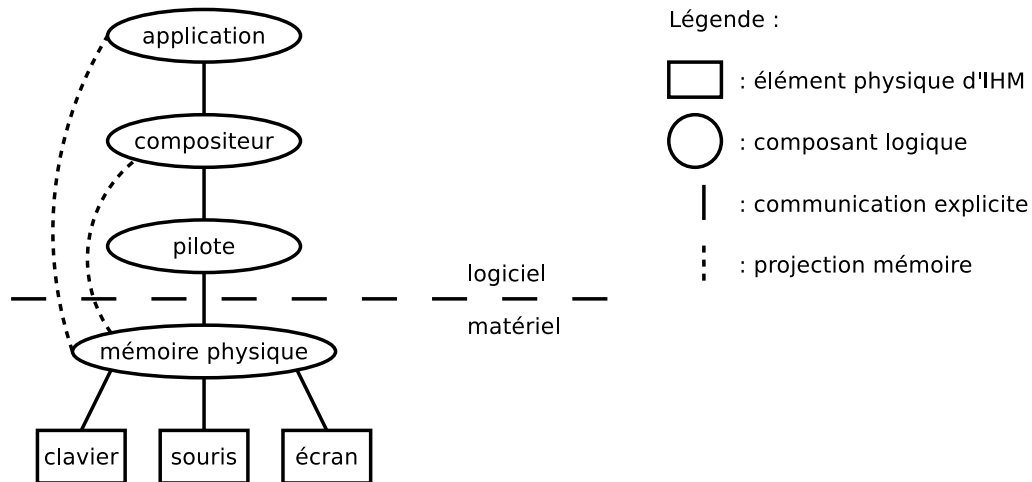 application
compositeur
pilote
logiciel
matériel
mémoire physique
clavier
souris
écran
Légende :
: élément physique d'IHM
: composant logique
: communication explicite
: projection mémoire